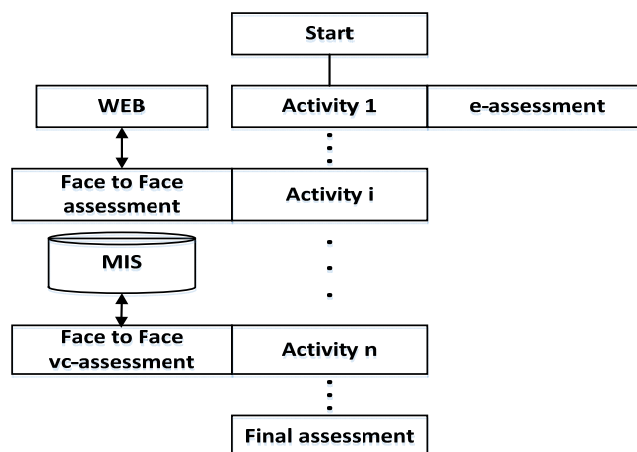 Start
WEB
Activity 1
e-assessment
Face to Face
assessment
Activity i
MIS
Face to Face
vc-assessment
Activity n
Final assessment